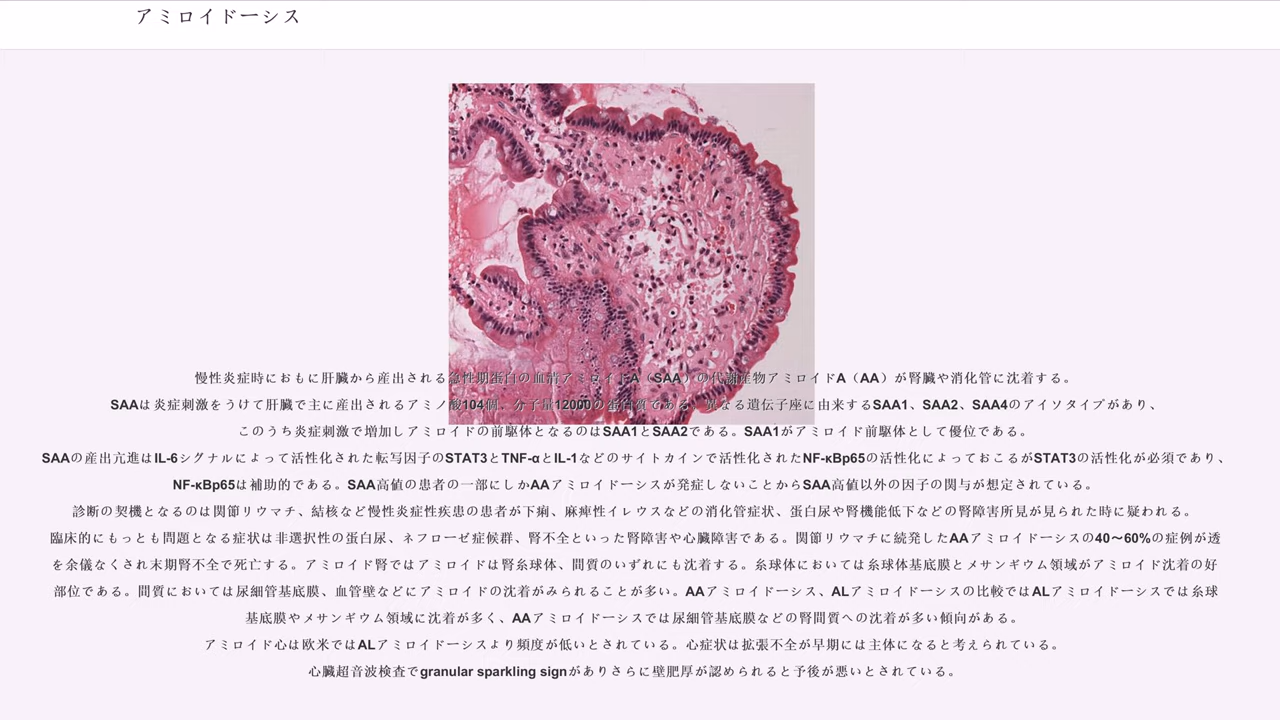 アミロイドーシス
慢性炎症時におもに肝臓から産出される急性期蛋白の血清アミロイドA（SAA）の代謝産物アミロイドA（AA）が腎臓や消化管に沈着する。
SAAは炎症刺激をうけて肝臓で主に産出されるアミノ酸104個、分子量12000の蛋白質である。異なる遺伝子座に由来するSAA1、SAA2、SAA4のアイソタイプがあり、
このうち炎症刺激で増加しアミロイドの前駆体となるのはSAA1とSAA2である。SAA1がアミロイド前駆体として優位である。
SAAの産出亢進はIL-6シグナルによって活性化された転写因子のSTAT3とTNF-αとIL-1などのサイトカインで活性化されたNF-κBp65の活性化によっておこるがSTAT3の活性化が必須であり、
NF-κBp65は補助的である。SAA高値の患者の一部にしかAAアミロイドーシスが発症しないことからSAA高値以外の因子の関与が想定されている。
診断の契機となるのは関節リウマチ、結核など慢性炎症性疾患の患者が下痢、麻痺性イレウスなどの消化管症状、蛋白尿や腎機能低下などの腎障害所見が見られた時に疑われる。
臨床的にもっとも問題となる症状は非選択性の蛋白尿、ネフローゼ症候群、腎不全といった腎障害や心臓障害である。関節リウマチに続発したAAアミロイドーシスの40〜60%の症例が透
を余儀なくされ末期腎不全で死亡する。アミロイド腎ではアミロイドは腎糸球体、間質のいずれにも沈着する。糸球体においては糸球体基底膜とメサンギウム領域がアミロイド沈着の好
部位である。間質においては尿細管基底膜、血管壁などにアミロイドの沈着がみられることが多い。AAアミロイドーシス、ALアミロイドーシスの比較ではALアミロイドーシスでは糸球
基底膜やメサンギウム領域に沈着が多く、AAアミロイドーシスでは尿細管基底膜などの腎間質への沈着が多い傾向がある。
アミロイド心は欧米ではALアミロイドーシスより頻度が低いとされている。心症状は拡張不全が早期には主体になると考えられている。
心臓超音波検査でgranular sparkling signがありさらに壁肥厚が認められると予後が悪いとされている。